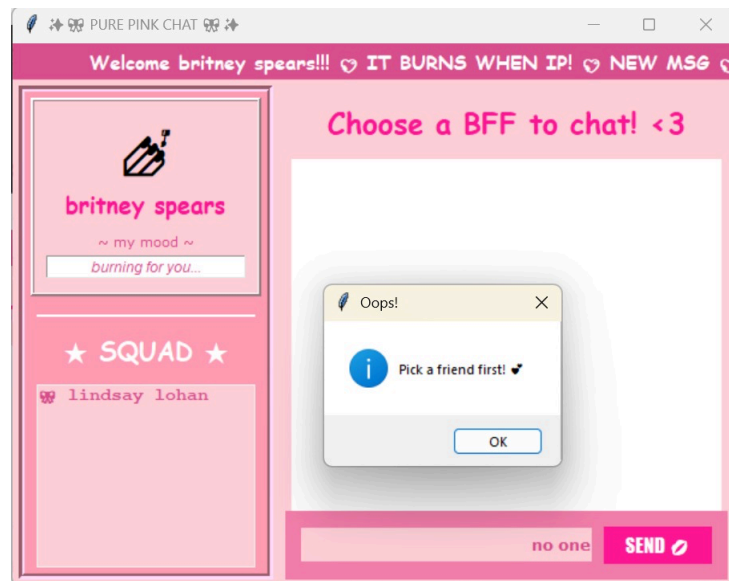 ✨ 🎀 PURE PINK CHAT 🎀 ✨
Welcome britney spears!!! 💟 IT BURNS WHEN IP! 💟 NEW MSG
britney spears
~ my mood ~
burning for you...
★ SQUAD ★
🎀 lindsay lohan
Choose a BFF to chat! <3
Oops!
Pick a friend first! 💕
OK
no one
SEND 💋